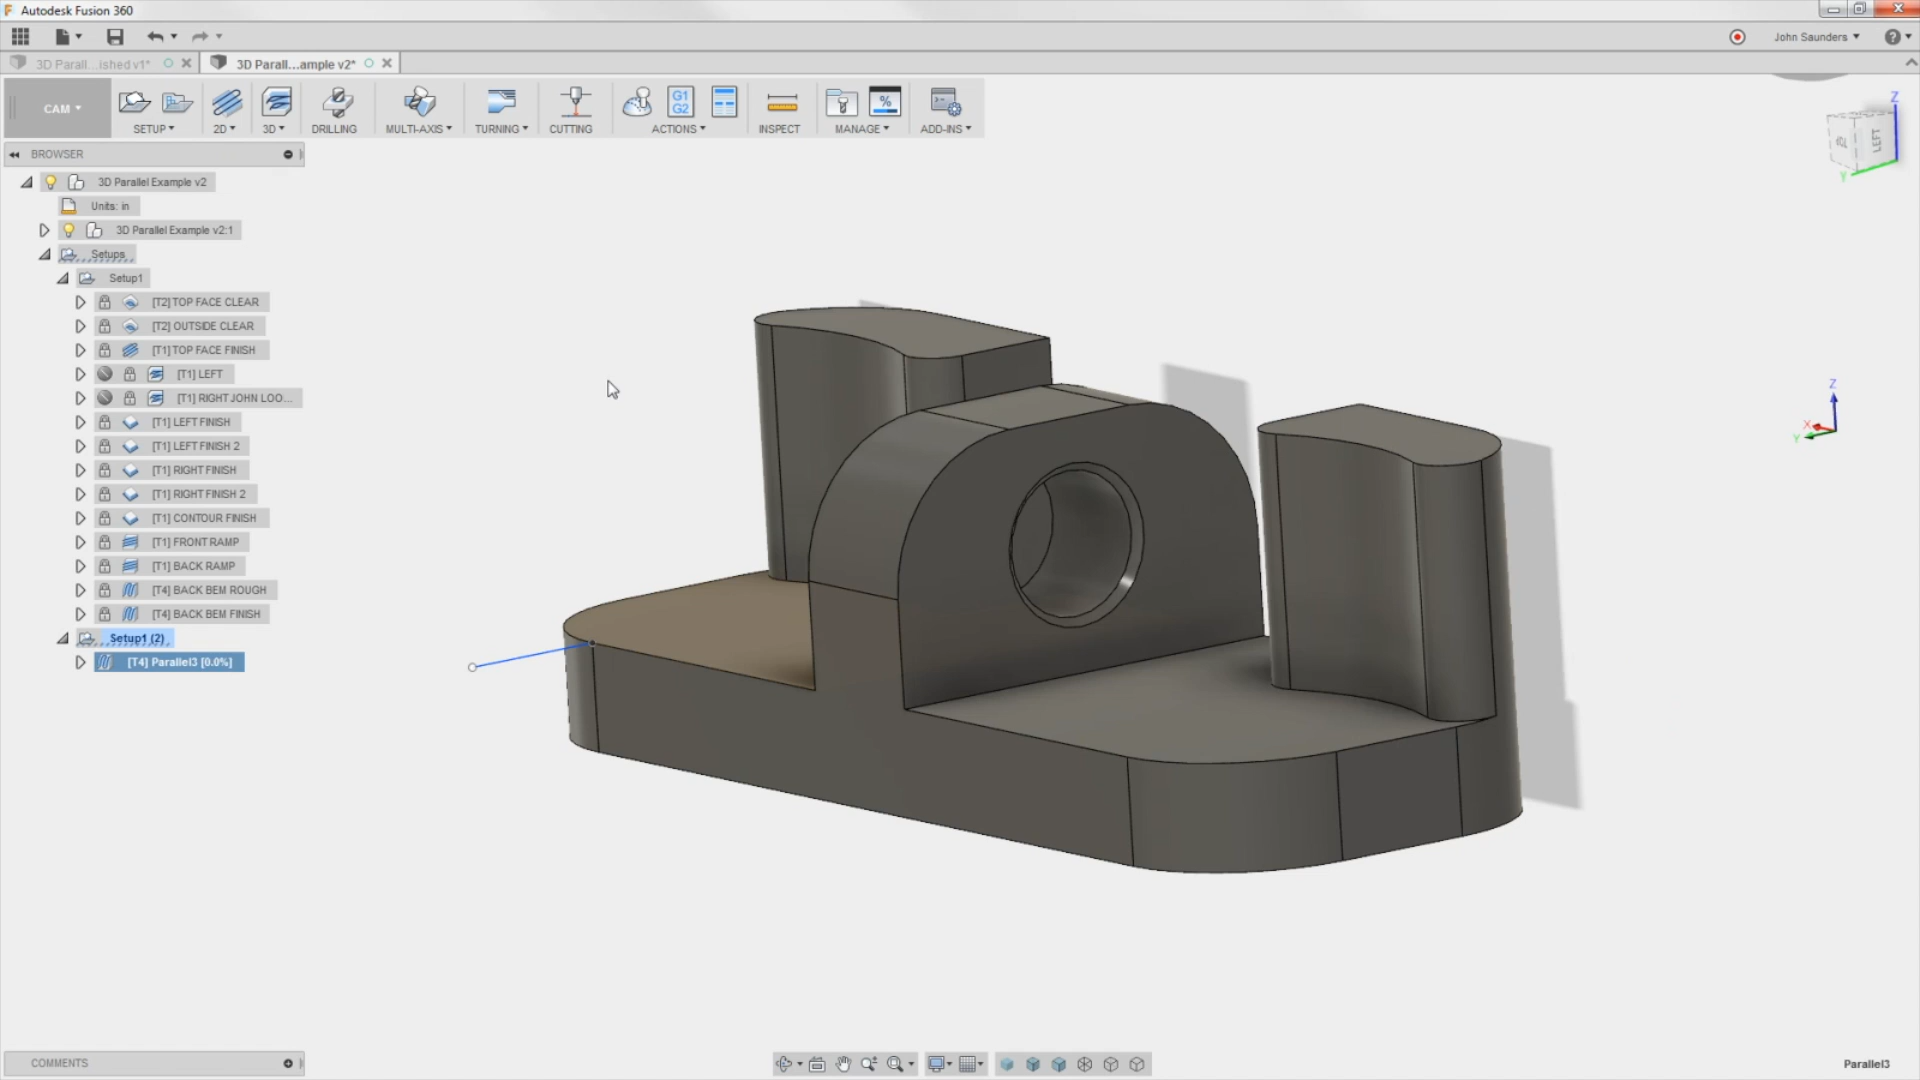 Autodesk Fusion 360
John Saunders
3D Parall...ished v1*
3D Parall...ample v2*
CAM
SETUP
2D
3D
DRILLING
MULTI-AXIS
TURNING
CUTTING
G1
G2
ACTIONS
INSPECT
%
MANAGE
ADD-INS
Z
TOP
LEFT
Y
BROWSER
3D Parallel Example v2
Units: in
3D Parallel Example v2:1
Setups
Setup1
[T2] TOP FACE CLEAR
[T2] OUTSIDE CLEAR
[T1] TOP FACE FINISH
[T1] LEFT
[T1] RIGHT JOHN LOO...
[T1] LEFT FINISH
[T1] LEFT FINISH 2
[T1] RIGHT FINISH
[T1] RIGHT FINISH 2
[T1] CONTOUR FINISH
[T1] FRONT RAMP
[T1] BACK RAMP
[T4] BACK BEM ROUGH
[T4] BACK BEM FINISH
Setup1 (2)
[T4] Parallel3 [0.0%]
Z
X
Y
COMMENTS
Parallel3